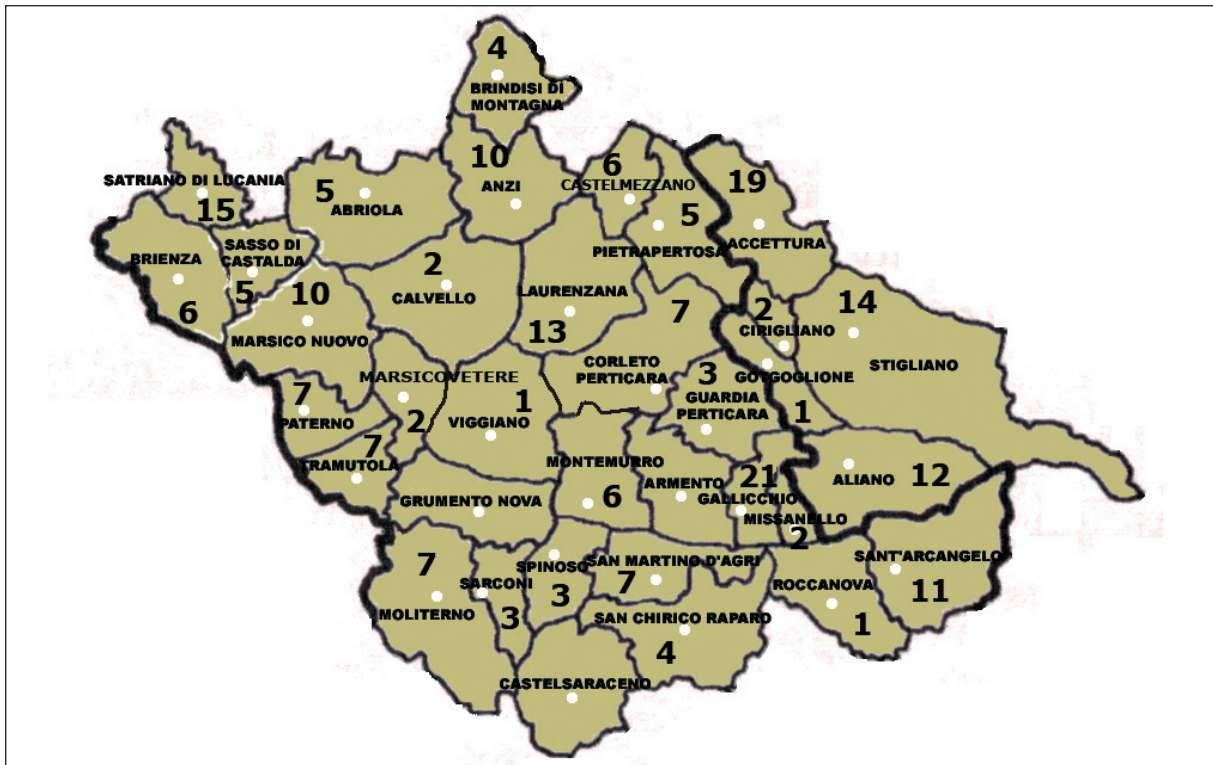 4
BRINDISI DI
MONTAGNA
10
ANZI
6
CASTELMEZZANO
19
ACCETTURA
SATRIANO DI LUCANIA
15
5
ABRIOLA
5
PIETRAPERTOSA
BRIENZA
6
SASSO DI
CASTALDA
5
2
CALVELLO
LAURENZANA
13
10
MARSICO NUOVO
7
CORLETO
PERTICARA
2
CIRIGLIANO
14
STIGLIANO
GOTGOGLIONE
1
3
GUARDIA
PERTICARA
MARSICOVETERE
2
1
VIGGIANO
7
PATERNO
7
TRAMUTOLA
MONTEMURRO
6
ARMENTO
21
GALLICCHIO
MISSANELLO
2
ALIANO
12
GRUMENTO NOVA
7
MOLITERNO
SARCONI
3
SPINOSO
3
SAN MARTINO D'AGRI
7
ROCCANOVA
1
SANT'ARCANGELO
11
SAN CHIRICO RAPARO
4
CASTELSARACENO